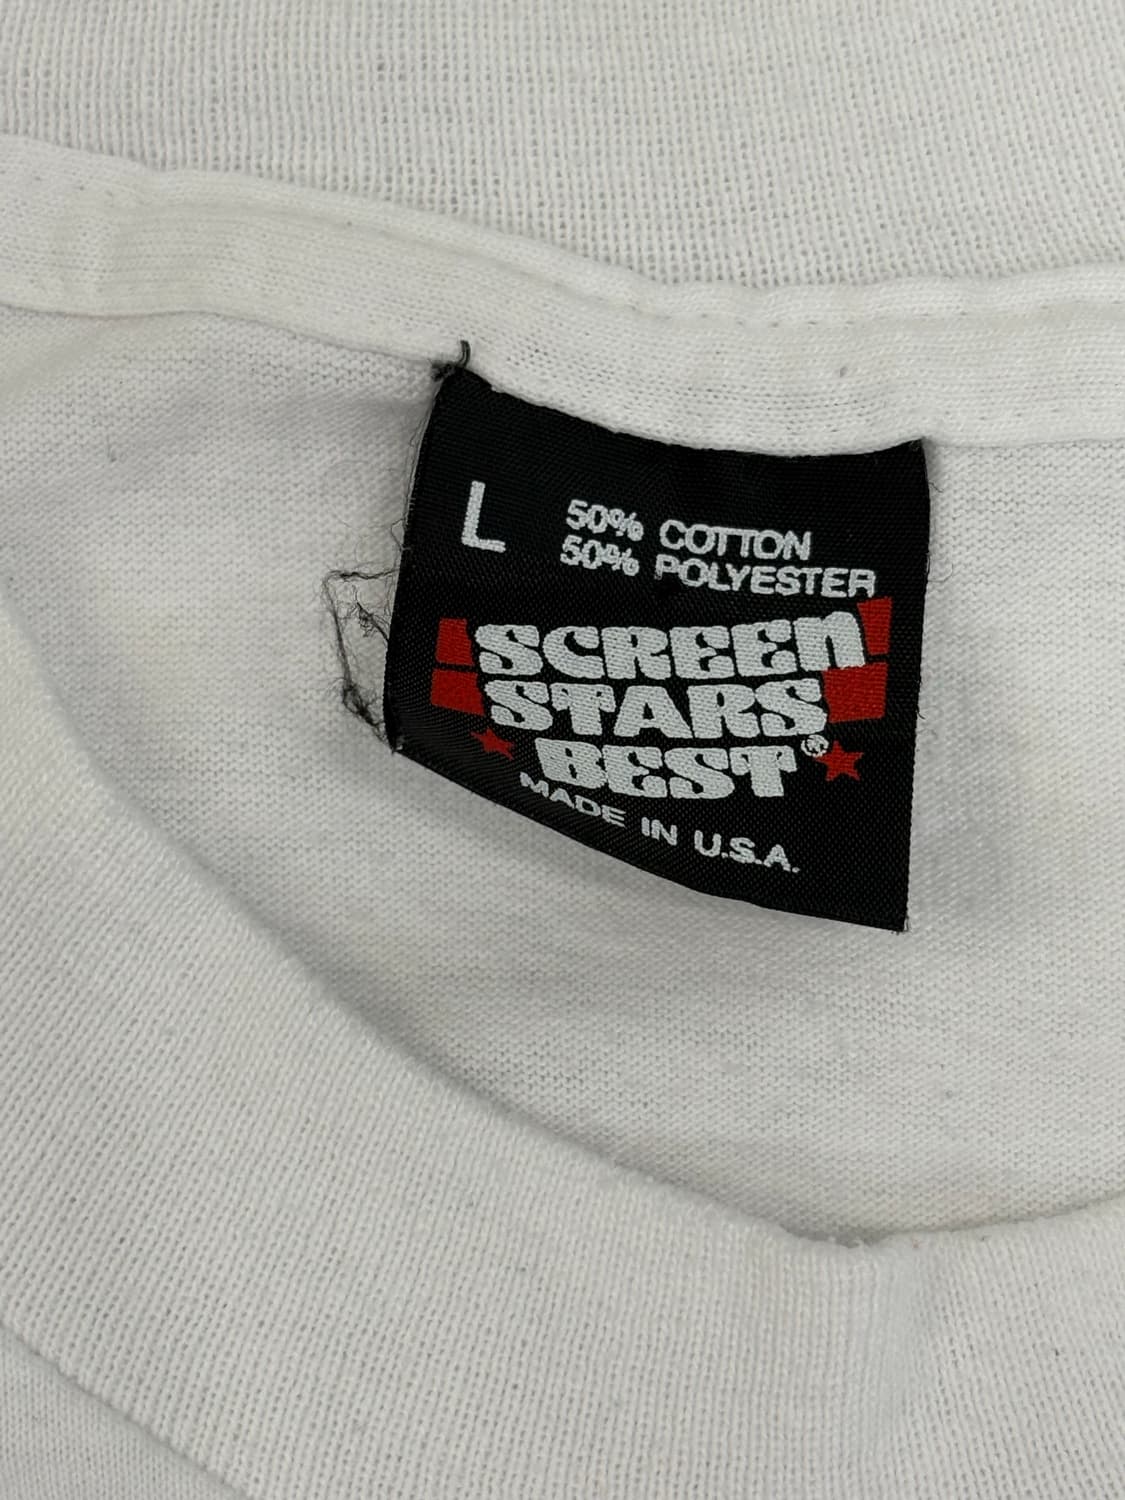 L
50% COTTON
50% POLYESTER
SCREEN
STARS
BEST®
MADE IN U.S.A.